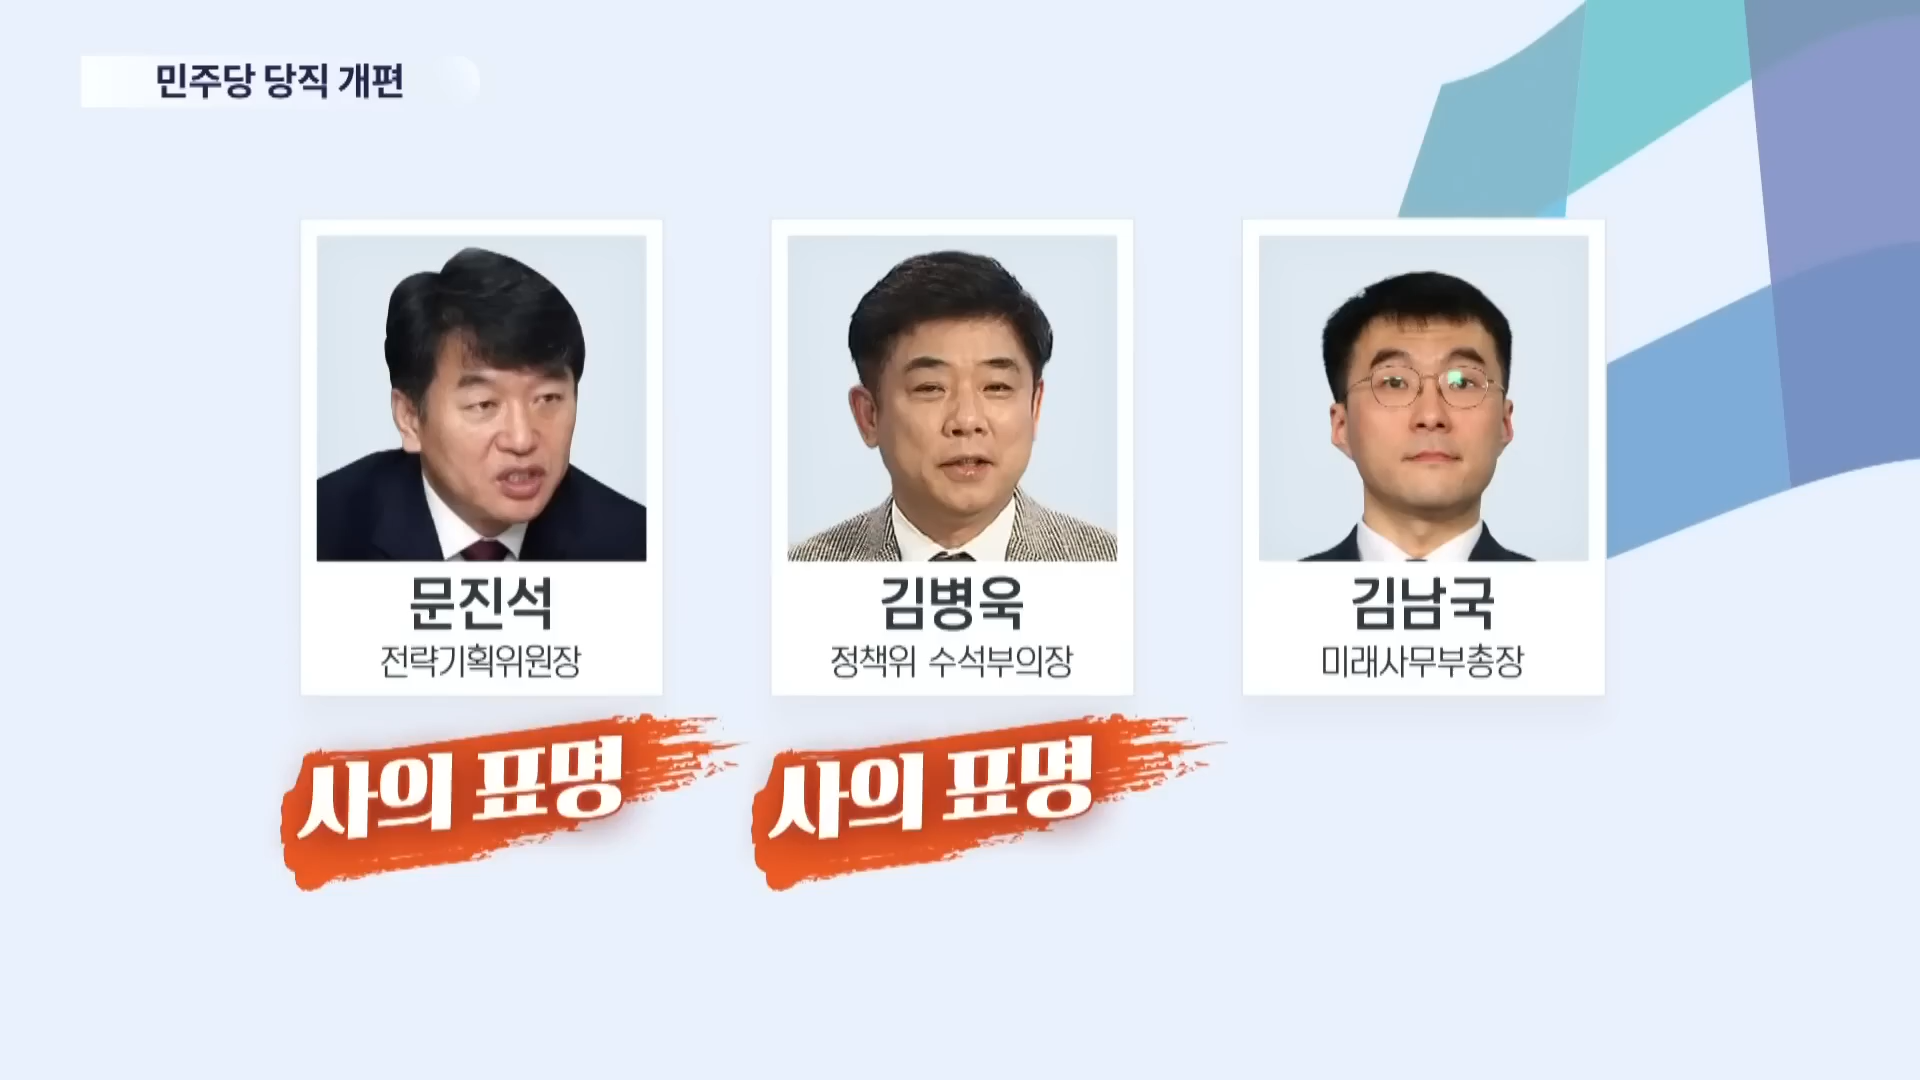 민주당 당직 개편
문진석
전략기획위원장
사의 표명
김병욱
정책위 수석부의장
사의 표명
김남국
미래사무부총장